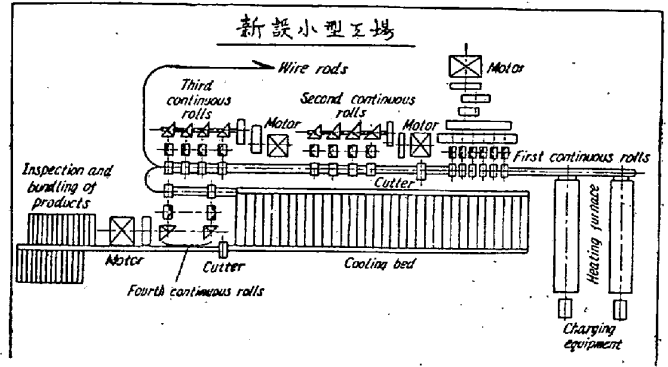 新設小型工場
Wire rods
Motor
Third
continuous
rolls
Second continuous
rolls
Motor
Motor
First continuous rolls
Inspection and
bundling of
products
Cutter
Motor
Cutter
Cooling bed
Fourth continuous rolls
Heating furnace
Charging
equipment